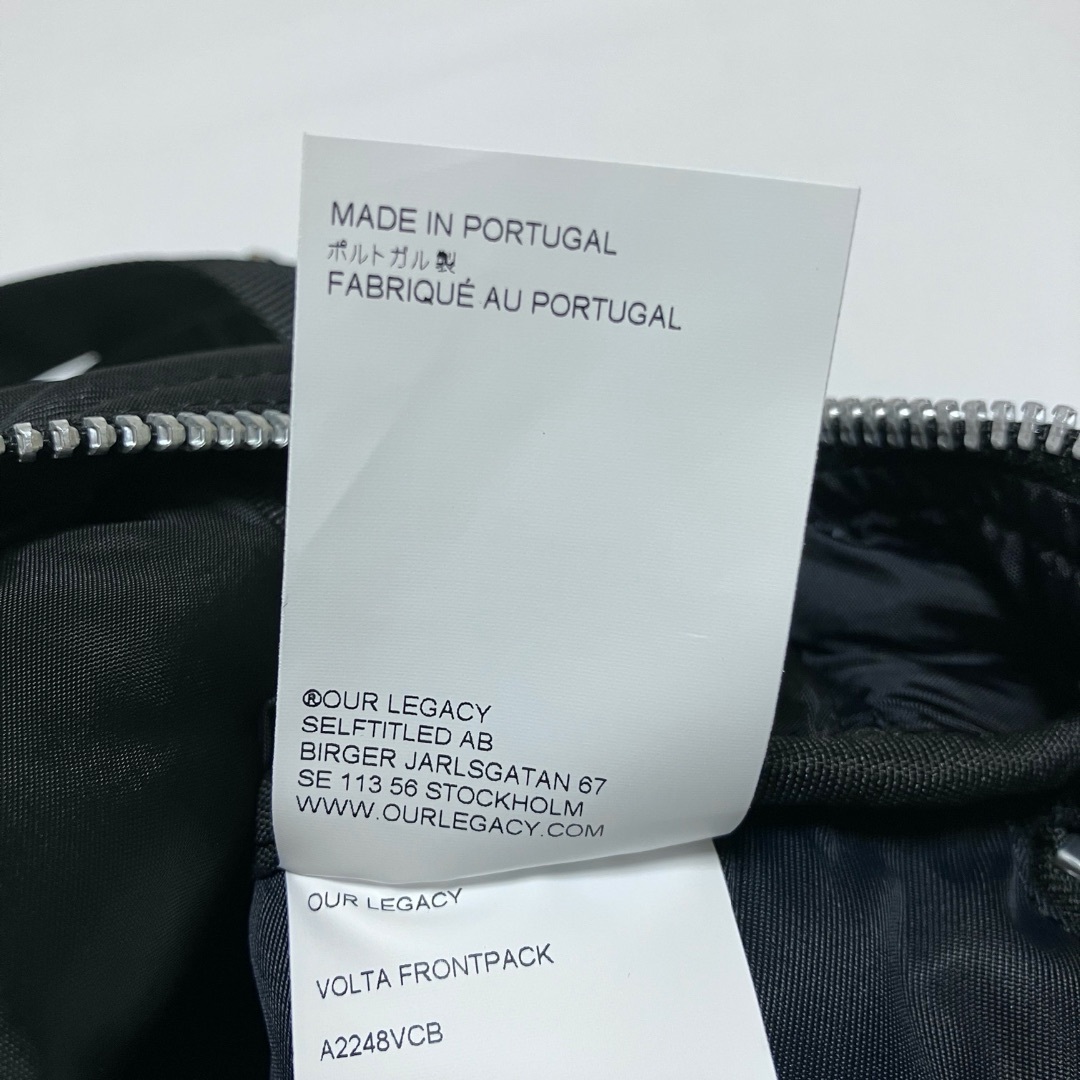 MADE IN PORTUGAL
ポルトガル製
FABRIQUÉ AU PORTUGAL
®OUR LEGACY
SELFTITLED AB
BIRGER JARLSGATAN 67
SE 113 56 STOCKHOLM
WWW.OURLEGACY.COM
OUR LEGACY
VOLTA FRONTPACK
A2248VCB